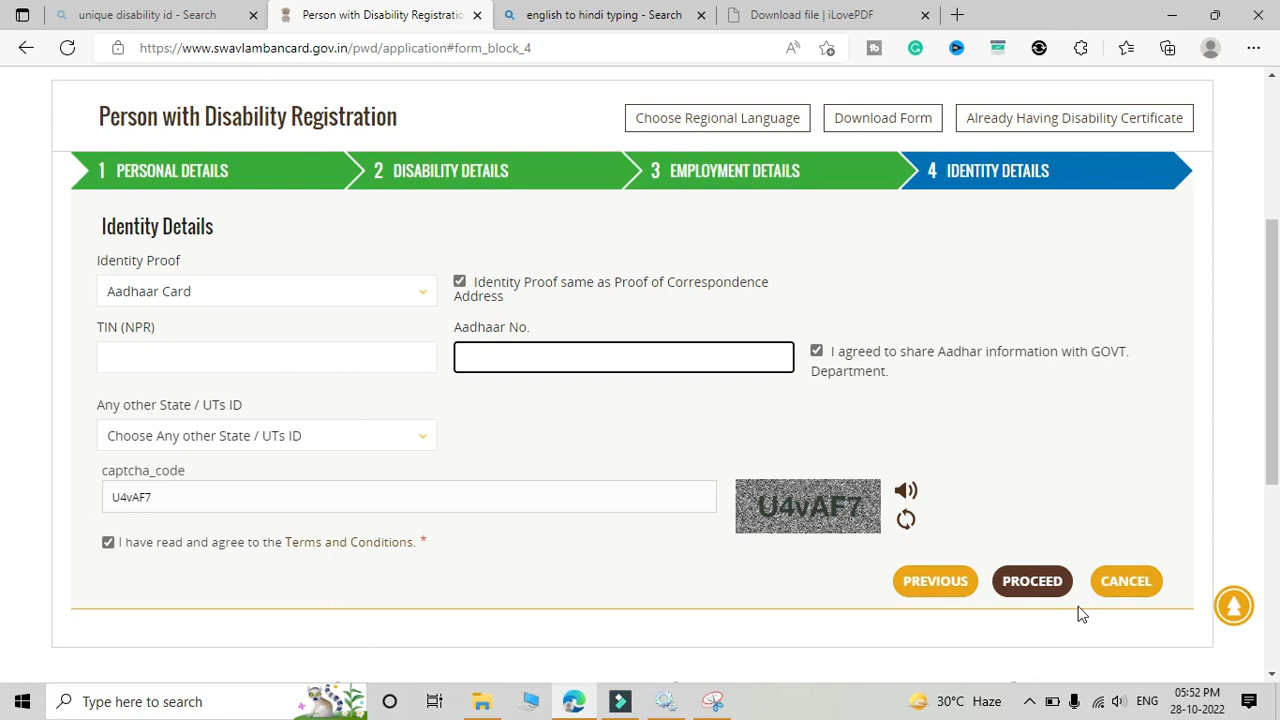 unique disability id - Search
Person with Disability Registratio
english to hindi typing - Search
Download file | iLovePDF
https://www.swavlambancard.gov.in/pwd/application#form_block_4
Person with Disability Registration
Choose Regional Language
Download Form
Already Having Disability Certificate
1 PERSONAL DETAILS
2 DISABILITY DETAILS
3 EMPLOYMENT DETAILS
4 IDENTITY DETAILS
Identity Details
Identity Proof
Aadhaar Card
Identity Proof same as Proof of Correspondence
Address
TIN (NPR)
Aadhaar No.
I agreed to share Aadhar information with GOVT.
Department.
Any other State / UTs ID
Choose Any other State / UTs ID
captcha_code
U4vAF7
U4vAF7
I have read and agree to the Terms and Conditions. *
PREVIOUS
PROCEED
CANCEL
Type here to search
30°C Haze
ENG
05:52 PM
28-10-2022